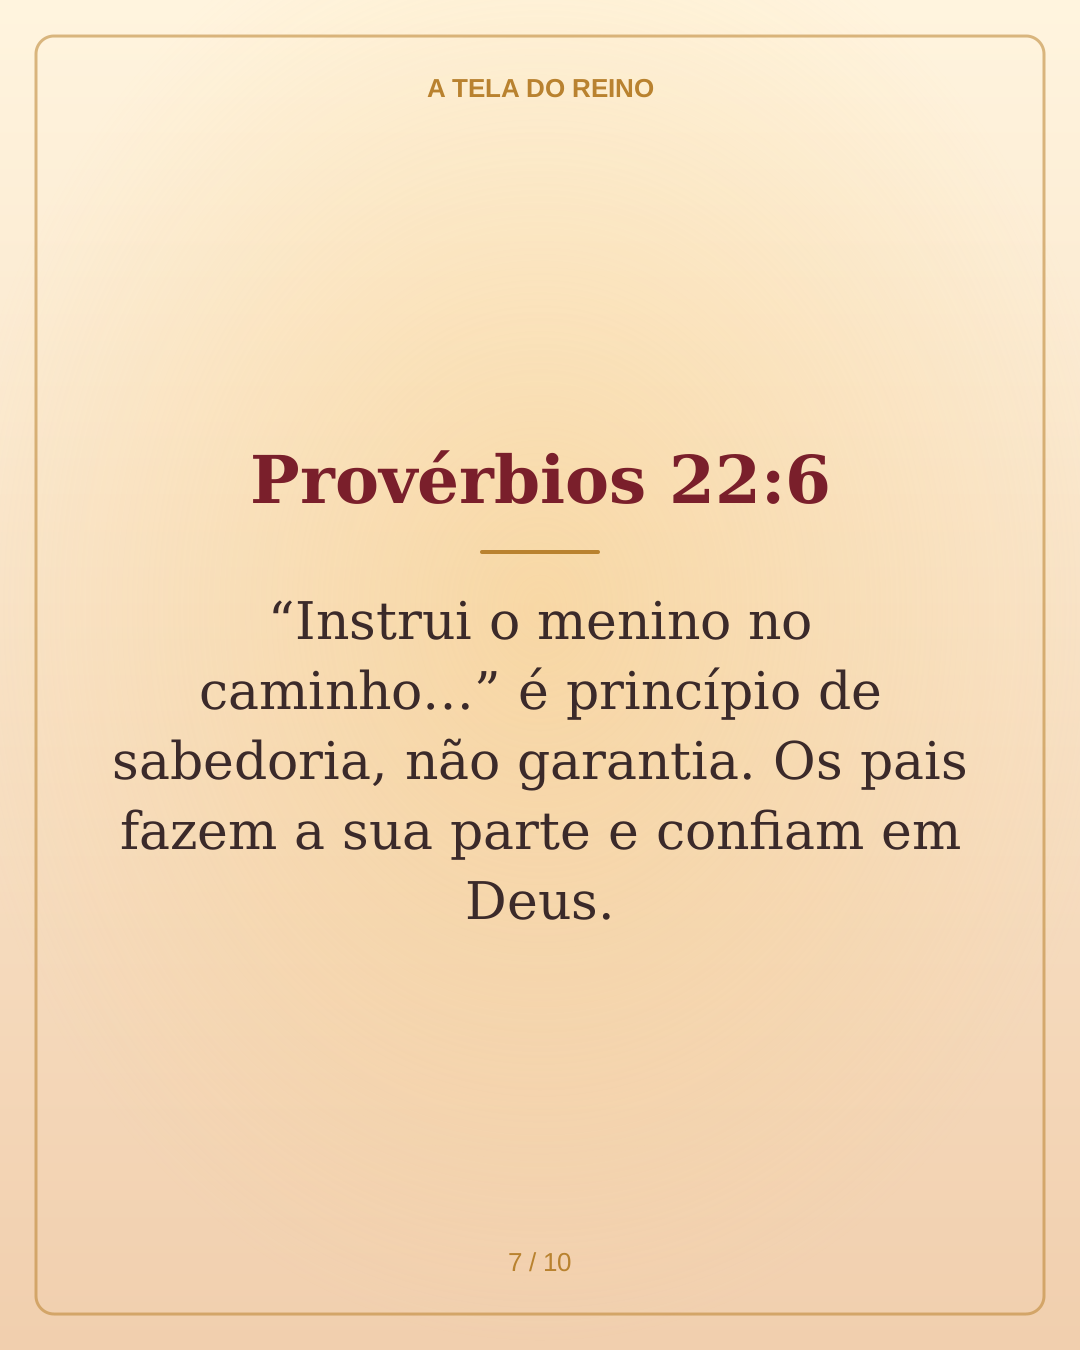 A TELA DO REINO
Provérbios 22:6
“Instrui o menino no
caminho…” é princípio de
sabedoria, não garantia. Os pais
fazem a sua parte e confiam em
Deus.
7 / 10